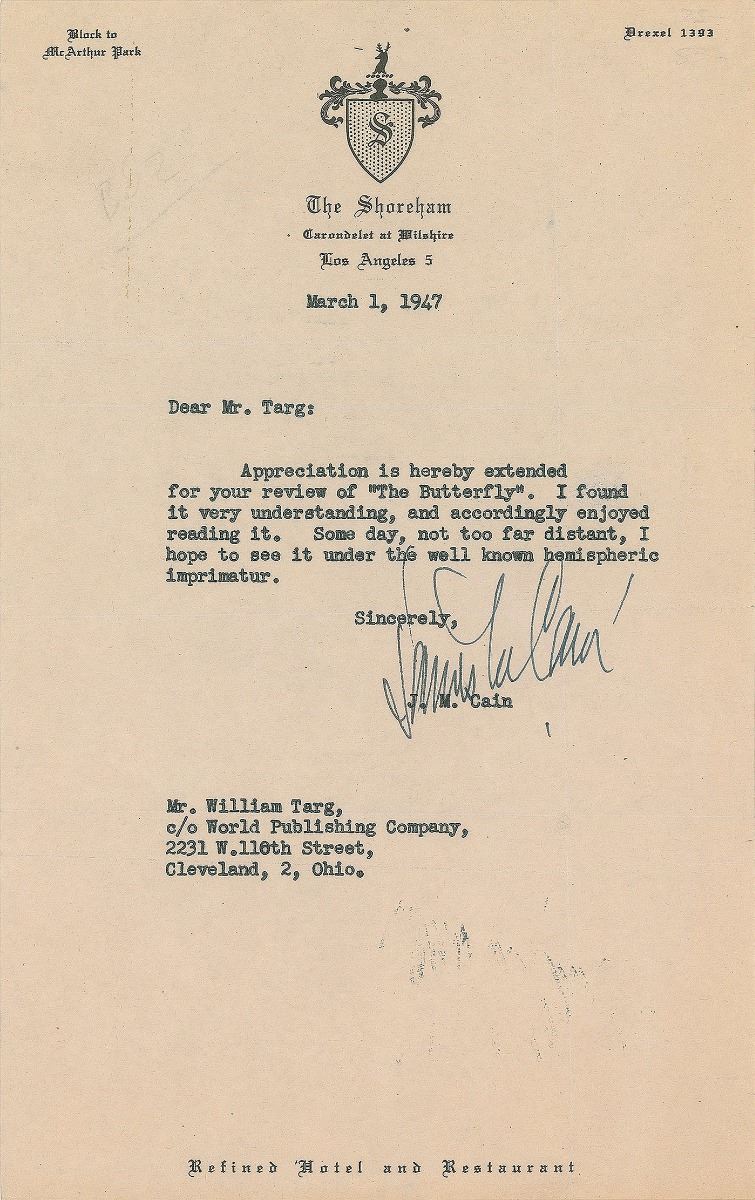 Block to
McArthur Park
Drexel 1393
S
The Shoreham
Carondelet at Wilshire
Los Angeles 5
March 1, 1947
Dear Mr. Targ:
Appreciation is hereby extended
for your review of "The Butterfly". I found
it very understanding, and accordingly enjoyed
reading it. Some day, not too far distant, I
hope to see it under the well known hemispheric
imprimatur.
Sincerely,
James M. Cain
J. M. Cain
Mr. William Targ,
c/o World Publishing Company,
2231 W.110th Street,
Cleveland, 2, Ohio.
Refined Hotel and Restaurant